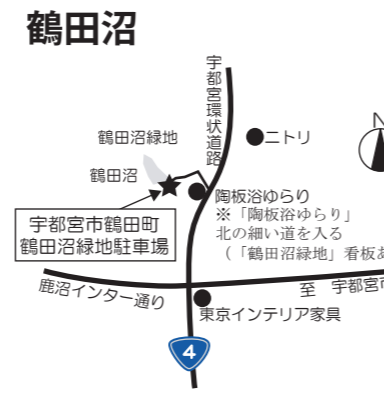 鶴田沼
宇都宮環状道路
N
ニトリ
鶴田沼緑地
鶴田沼
陶板浴ゆらり
※「陶板浴ゆらり」
北の細い道を入る
（「鶴田沼緑地」看板あ
宇都宮市鶴田町
鶴田沼緑地駐車場
鹿沼インター通り
至 宇都宮市
東京インテリア家具
4